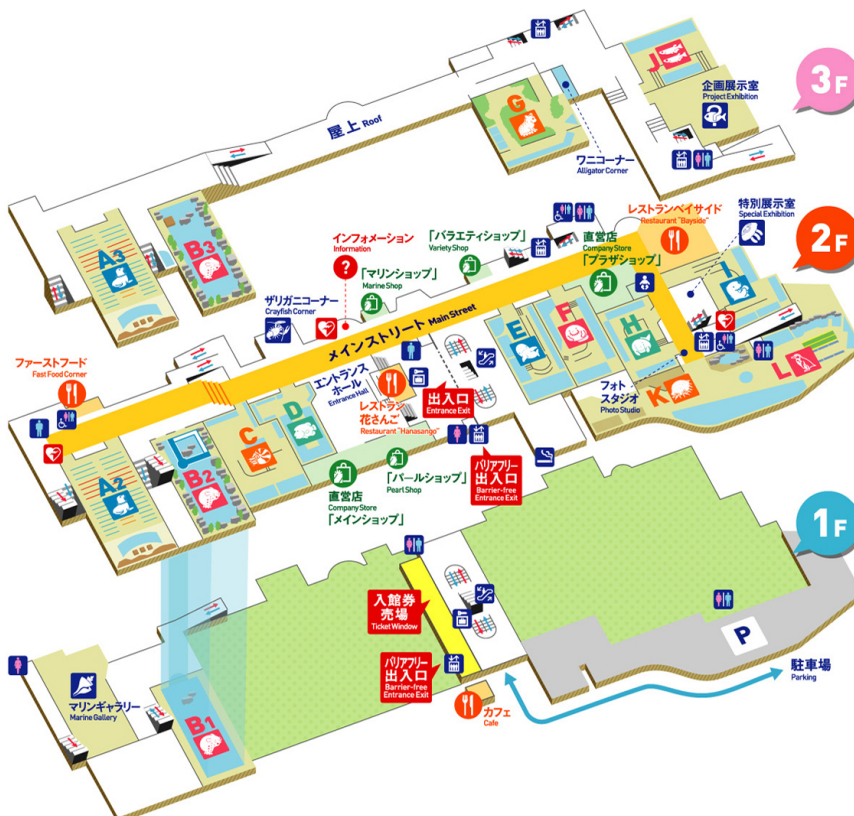 3F
J
企画展示室
Project Exhibition
G
屋上 Roof
ワニコーナー
Alligator Corner
A3
B3
2F
レストランベイサイド
Restaurant "Bayside"
特別展示室
Special Exhibition
インフォメーション
Information
?
「バラエティショップ」
Variety Shop
直営店
Company Store
「プラザショップ」
「マリンショップ」
Marine Shop
ザリガニコーナー
Crayfish Corner
メインストリート Main Street
I
E
F
H
L
K
フォト
スタジオ
Photo Studio
ファーストフード
Fast Food Corner
エントランス
ホール
Entrance Hall
レストラン
花さんご
Restaurant "Hanasango"
出入口
Entrance Exit
C
D
A2
B2
「パールショップ」
Pearl Shop
直営店
Company Store
「メインショップ」
バリアフリー
出入口
Barrier-free
Entrance Exit
1F
入館券
売場
Ticket Window
バリアフリー
出入口
Barrier-free
Entrance Exit
P
駐車場
Parking
カフェ
Cafe
マリンギャラリー
Marine Gallery
B1